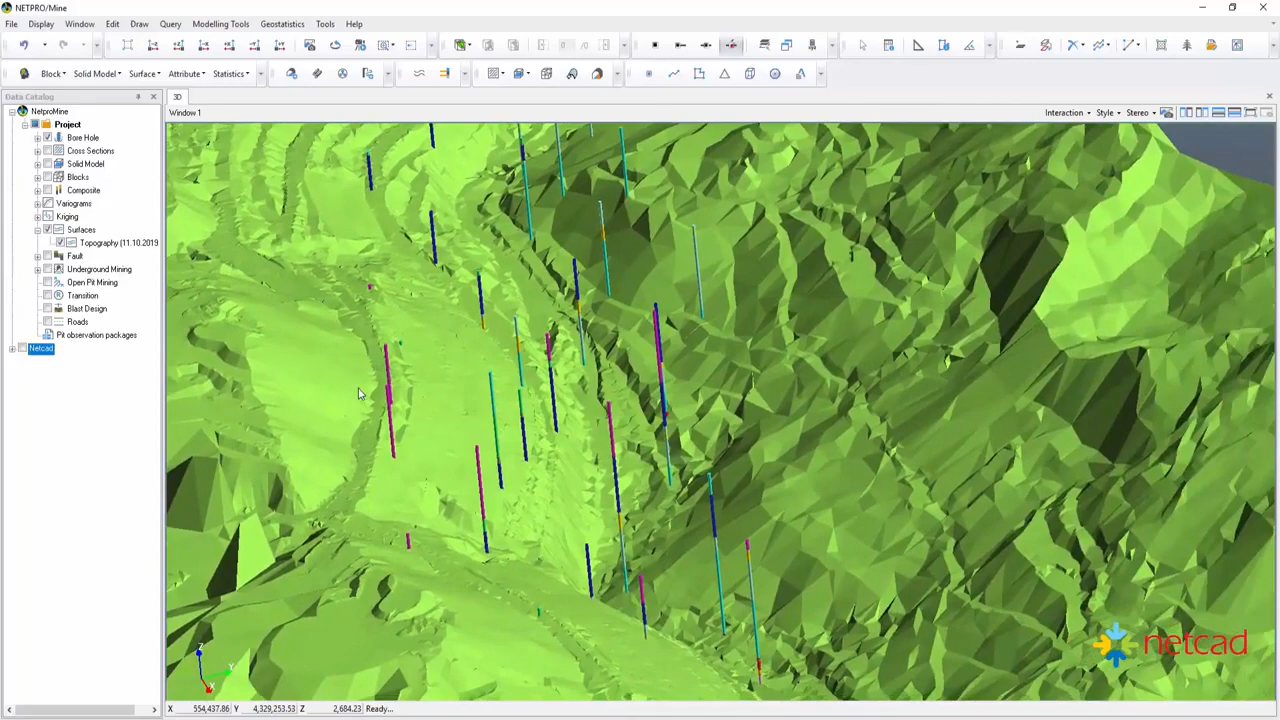 NETPRO/Mine
File Display Window Edit Draw Query Modelling Tools Geostatistics Tools Help
0 /0
Block Solid Model Surface Attribute Statistics
Data Catalog
3D
Window 1
Interaction Style Stereo
NetproMine
Project
Bore Hole
Cross Sections
Solid Model
Blocks
Composite
Variograms
Kriging
Surfaces
Topography (11.10.2019
Fault
Underground Mining
Open Pit Mining
Transition
Blast Design
Roads
Pit observation packages
Netcad
Z
Y
X
netcad
X 554,437.86 Y 4,329,253.53 Z 2,684.23 Ready...